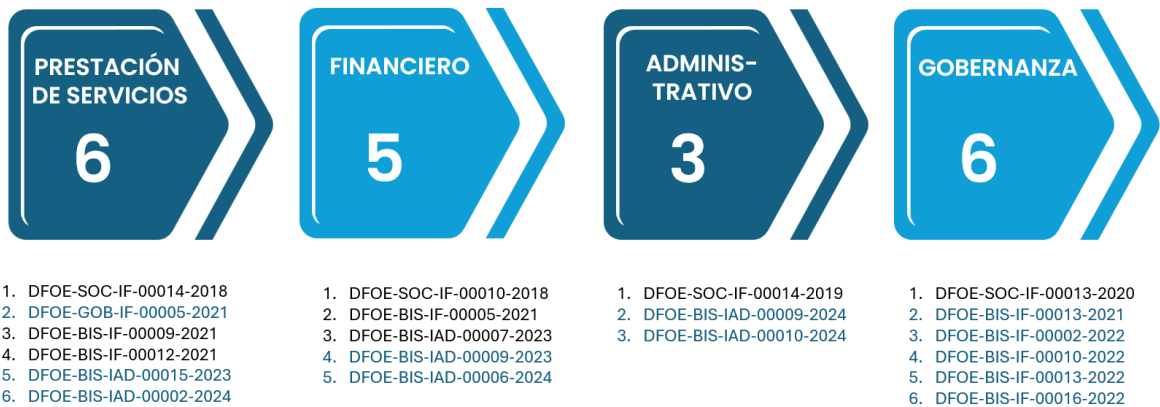 PRESTACIÓN
DE SERVICIOS
6
1. DFOE-SOC-IF-00014-2018
2. DFOE-GOB-IF-00005-2021
3. DFOE-BIS-IF-00009-2021
4. DFOE-BIS-IF-00012-2021
5. DFOE-BIS-IAD-00015-2023
6. DFOE-BIS-IAD-00002-2024
FINANCIERO
5
1. DFOE-SOC-IF-00010-2018
2. DFOE-BIS-IF-00005-2021
3. DFOE-BIS-IAD-00007-2023
4. DFOE-BIS-IAD-00009-2023
5. DFOE-BIS-IAD-00006-2024
ADMINIS-
TRATIVO
3
1. DFOE-SOC-IF-00014-2019
2. DFOE-BIS-IAD-00009-2024
3. DFOE-BIS-IAD-00010-2024
GOBERNANZA
6
1. DFOE-SOC-IF-00013-2020
2. DFOE-BIS-IF-00013-2021
3. DFOE-BIS-IF-00002-2022
4. DFOE-BIS-IF-00010-2022
5. DFOE-BIS-IF-00013-2022
6. DFOE-BIS-IF-00016-2022